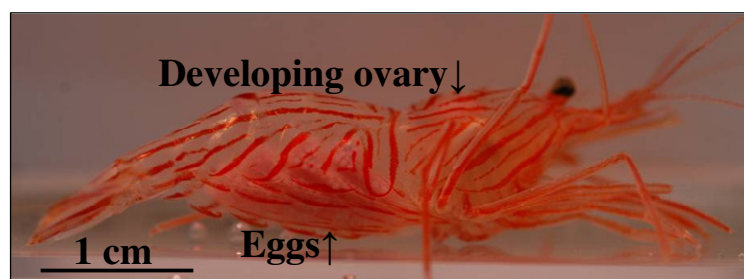 Developing ovary↓
Eggs↑
1 cm